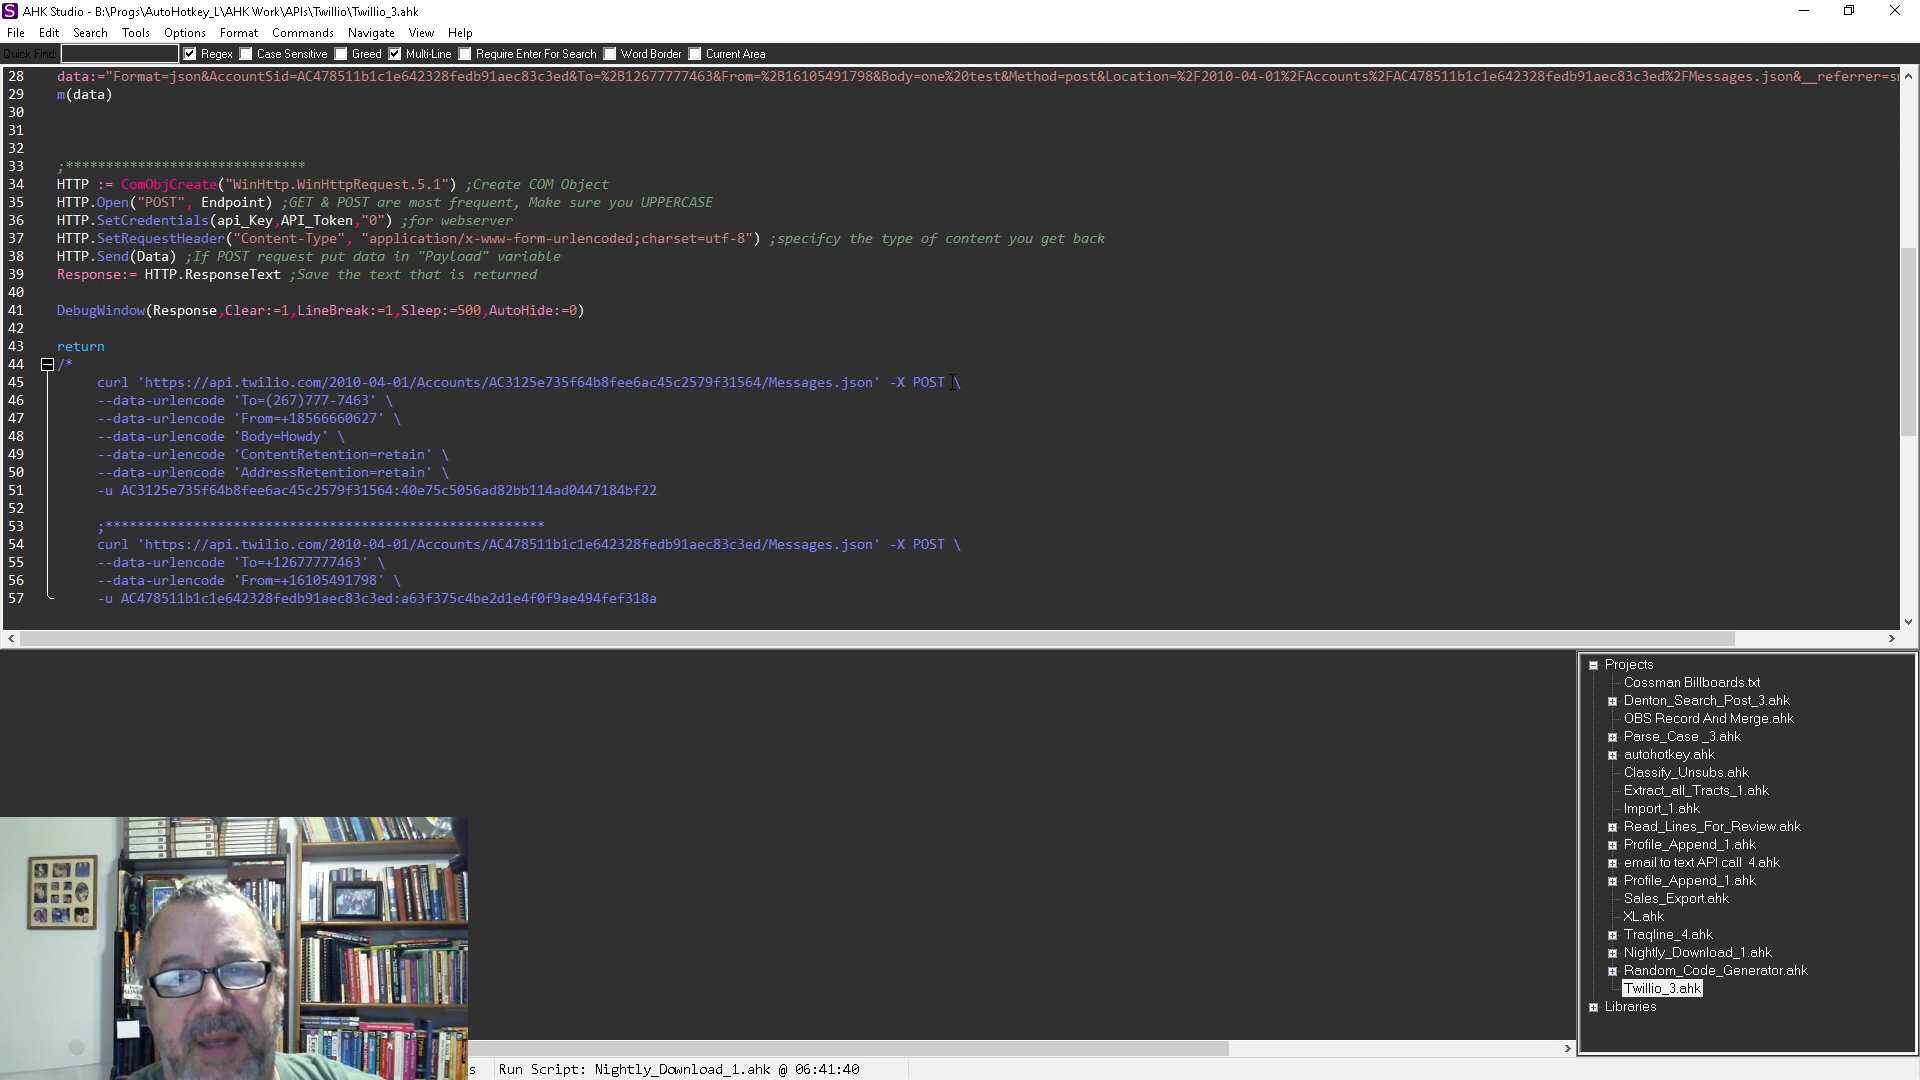 AHK Studio - B:\Progs\AutoHotkey_L\AHK Work\APIs\Twillio\Twillio_3.ahk
File Edit Search Tools Options Format Commands Navigate View Help
Quick Find: Regex Case Sensitive Greed Multi-Line Require Enter For Search Word Border Current Area
28 data:="Format=json&AccountSid=AC478511b1c1e642328fedb91aec83c3ed&To=%2B12677777463&From=%2B16105491798&Body=one%20test&Method=post&Location=%2F2010-04-01%2FAccounts%2FAC478511b1c1e642328fedb91aec83c3ed%2FMessages.json&__referrer=s
29 m(data)
30
31
32
33 ;******************************
34 HTTP := ComObjCreate("WinHttp.WinHttpRequest.5.1") ;Create COM Object
35 HTTP.Open("POST", Endpoint) ;GET & POST are most frequent, Make sure you UPPERCASE
36 HTTP.SetCredentials(api_Key,API_Token,"0") ;for webserver
37 HTTP.SetRequestHeader("Content-Type", "application/x-www-form-urlencoded;charset=utf-8") ;specifcy the type of content you get back
38 HTTP.Send(Data) ;If POST request put data in "Payload" variable
39 Response:= HTTP.ResponseText ;Save the text that is returned
40
41 DebugWindow(Response,Clear:=1,LineBreak:=1,Sleep:=500,AutoHide:=0)
42
43 return
44 /*
45 curl 'https://api.twilio.com/2010-04-01/Accounts/AC3125e735f64b8fee6ac45c2579f31564/Messages.json' -X POST \
46 --data-urlencode 'To=(267)777-7463' \
47 --data-urlencode 'From=+18566660627' \
48 --data-urlencode 'Body=Howdy' \
49 --data-urlencode 'ContentRetention=retain' \
50 --data-urlencode 'AddressRetention=retain' \
51 -u AC3125e735f64b8fee6ac45c2579f31564:40e75c5056ad82bb114ad0447184bf22
52
53 ;*******************************************************
54 curl 'https://api.twilio.com/2010-04-01/Accounts/AC478511b1c1e642328fedb91aec83c3ed/Messages.json' -X POST \
55 --data-urlencode 'To=+12677777463' \
56 --data-urlencode 'From=+16105491798' \
57 -u AC478511b1c1e642328fedb91aec83c3ed:a63f375c4be2d1e4f0f9ae494fef318a
Projects
Cossman Billboards.txt
Denton_Search_Post_3.ahk
OBS Record And Merge.ahk
Parse_Case _3.ahk
autohotkey.ahk
Classify_Unsubs.ahk
Extract_all_Tracts_1.ahk
Import_1.ahk
Read_Lines_For_Review.ahk
Profile_Append_1.ahk
email to text API call_4.ahk
Profile_Append_1.ahk
Sales_Export.ahk
XL.ahk
Traqline_4.ahk
Nightly_Download_1.ahk
Random_Code_Generator.ahk
Twillio_3.ahk
Libraries
s Run Script: Nightly_Download_1.ahk @ 06:41:40